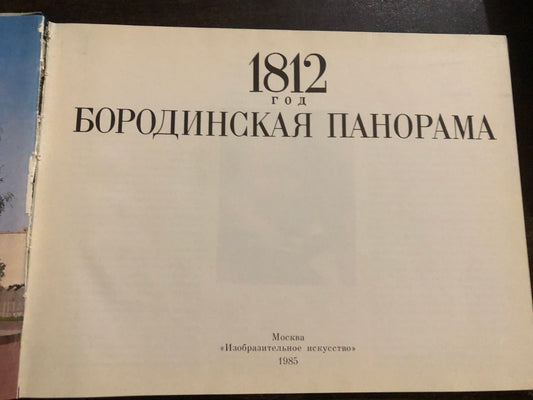 1812
год
БОРОДИНСКАЯ ПАНОРАМА
Москва
«Изобразительное искусство»
1985